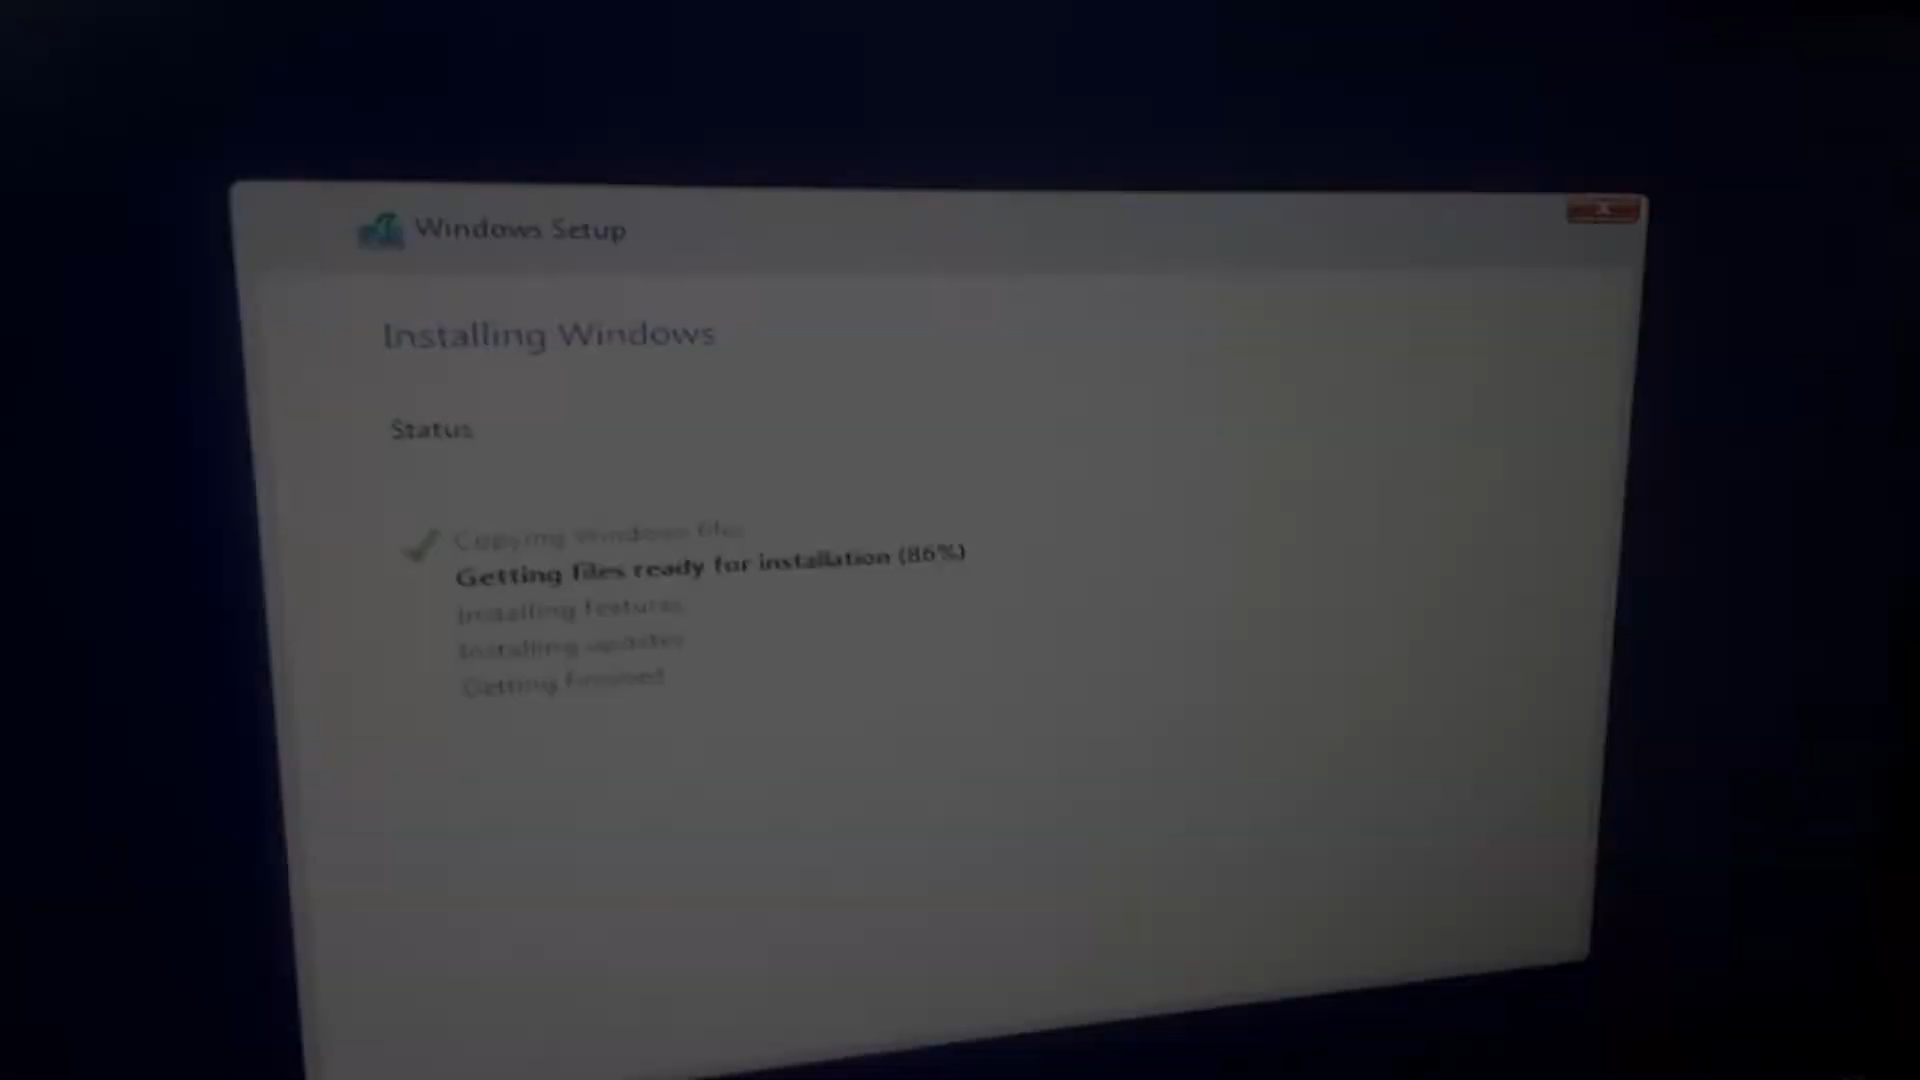 Windows Setup
Installing Windows
Status
Copying Windows files
Getting files ready for installation (86%)
Installing features
Installing updates
Getting finished